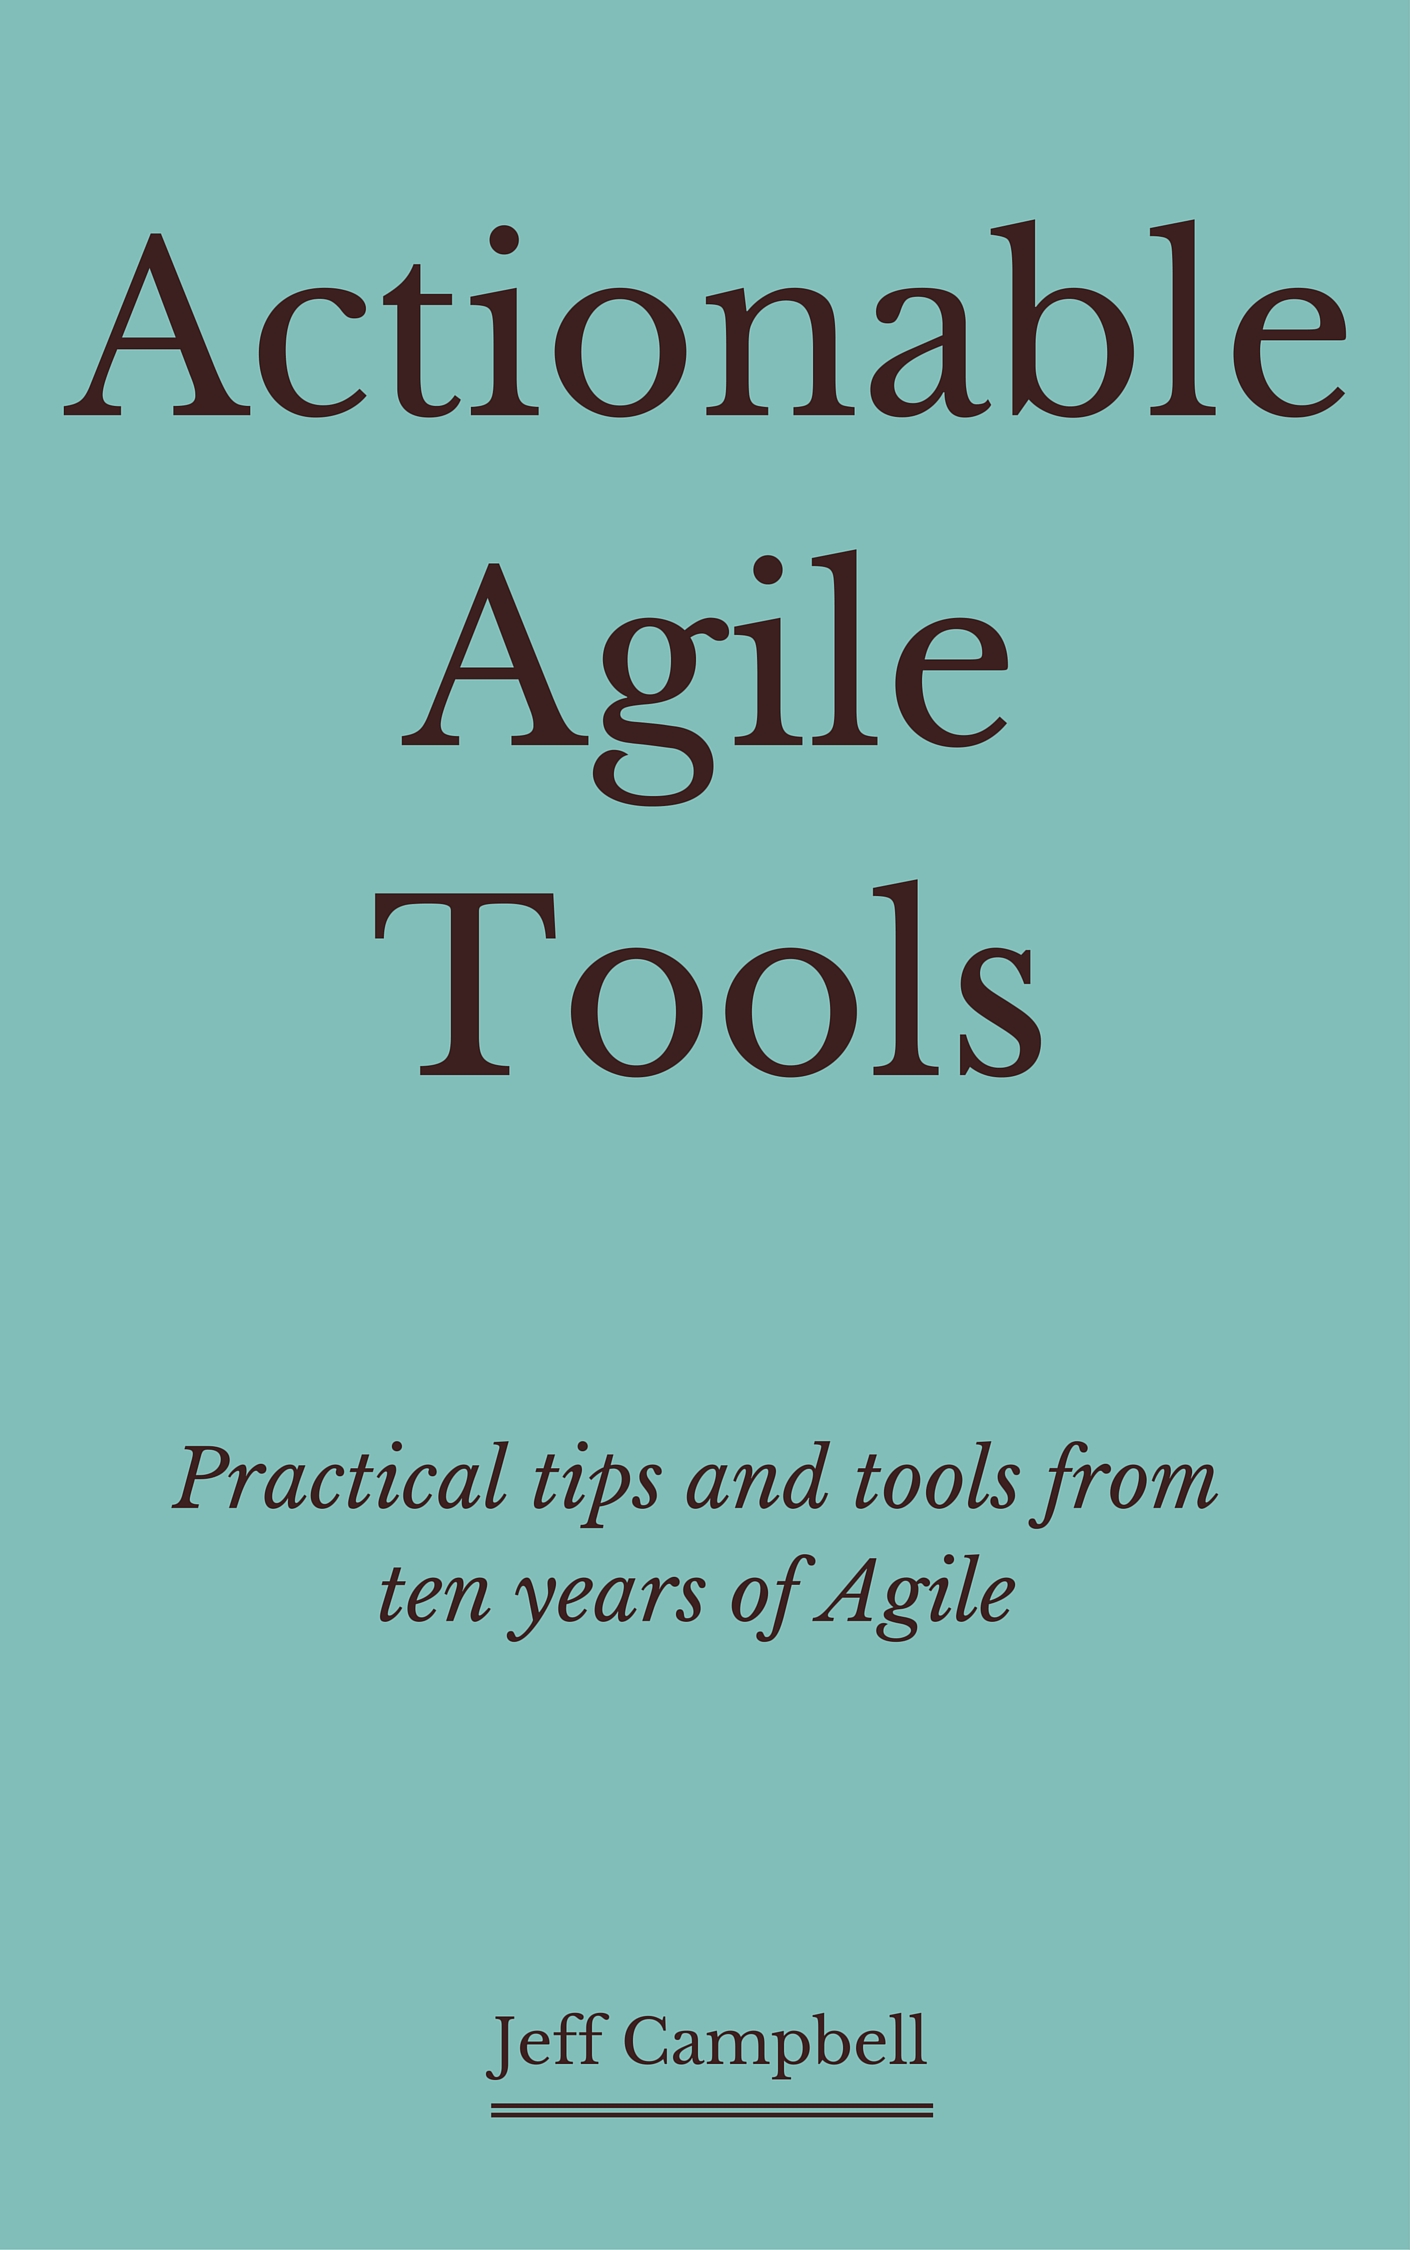 Actionable
Agile
Tools
Practical tips and tools from
ten years of Agile
Jeff Campbell